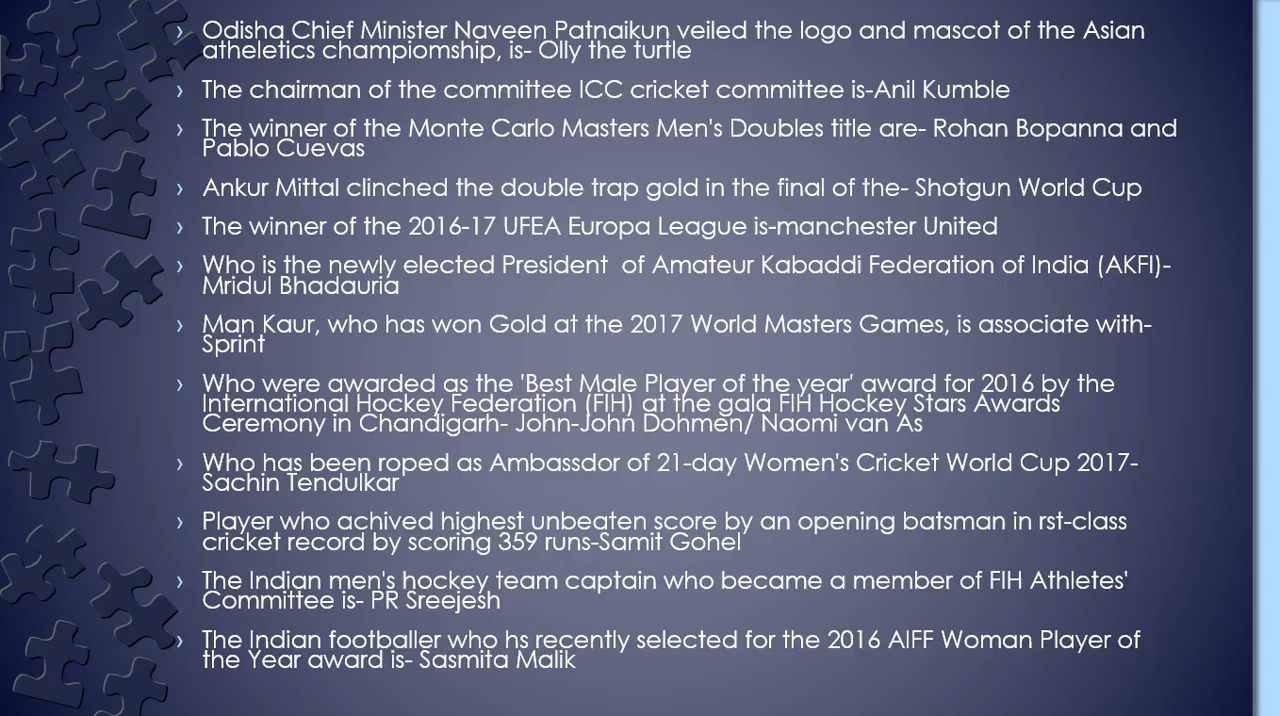 › Odisha Chief Minister Naveen Patnaikun veiled the logo and mascot of the Asian
atheletics champiomship, is- Olly the turtle
› The chairman of the committee ICC cricket committee is-Anil Kumble
› The winner of the Monte Carlo Masters Men's Doubles title are- Rohan Bopanna and
Pablo Cuevas
› Ankur Mittal clinched the double trap gold in the final of the- Shotgun World Cup
› The winner of the 2016-17 UFEA Europa League is-manchester United
› Who is the newly elected President  of Amateur Kabaddi Federation of India (AKFI)-
Mridul Bhadauria
› Man Kaur, who has won Gold at the 2017 World Masters Games, is associate with-
Sprint
› Who were awarded as the 'Best Male Player of the year' award for 2016 by the
International Hockey Federation (FIH) at the gala FIH Hockey Stars Awards
Ceremony in Chandigarh- John-John Dohmen/ Naomi van As
› Who has been roped as Ambassdor of 21-day Women's Cricket World Cup 2017-
Sachin Tendulkar
› Player who achived highest unbeaten score by an opening batsman in rst-class
cricket record by scoring 359 runs-Samit Gohel
› The Indian men's hockey team captain who became a member of FIH Athletes'
Committee is- PR Sreejesh
› The Indian footballer who hs recently selected for the 2016 AIFF Woman Player of
the Year award is- Sasmita Malik